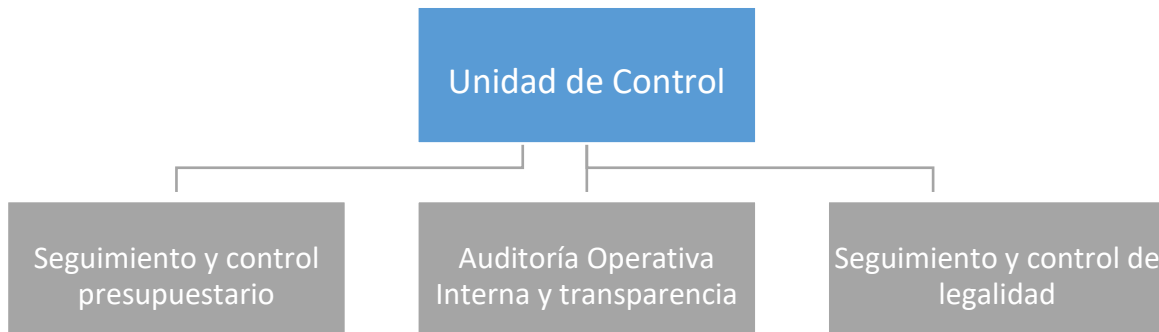 Unidad de Control
Seguimiento y control
presupuestario
Auditoría Operativa
Interna y transparencia
Seguimiento y control de
legalidad